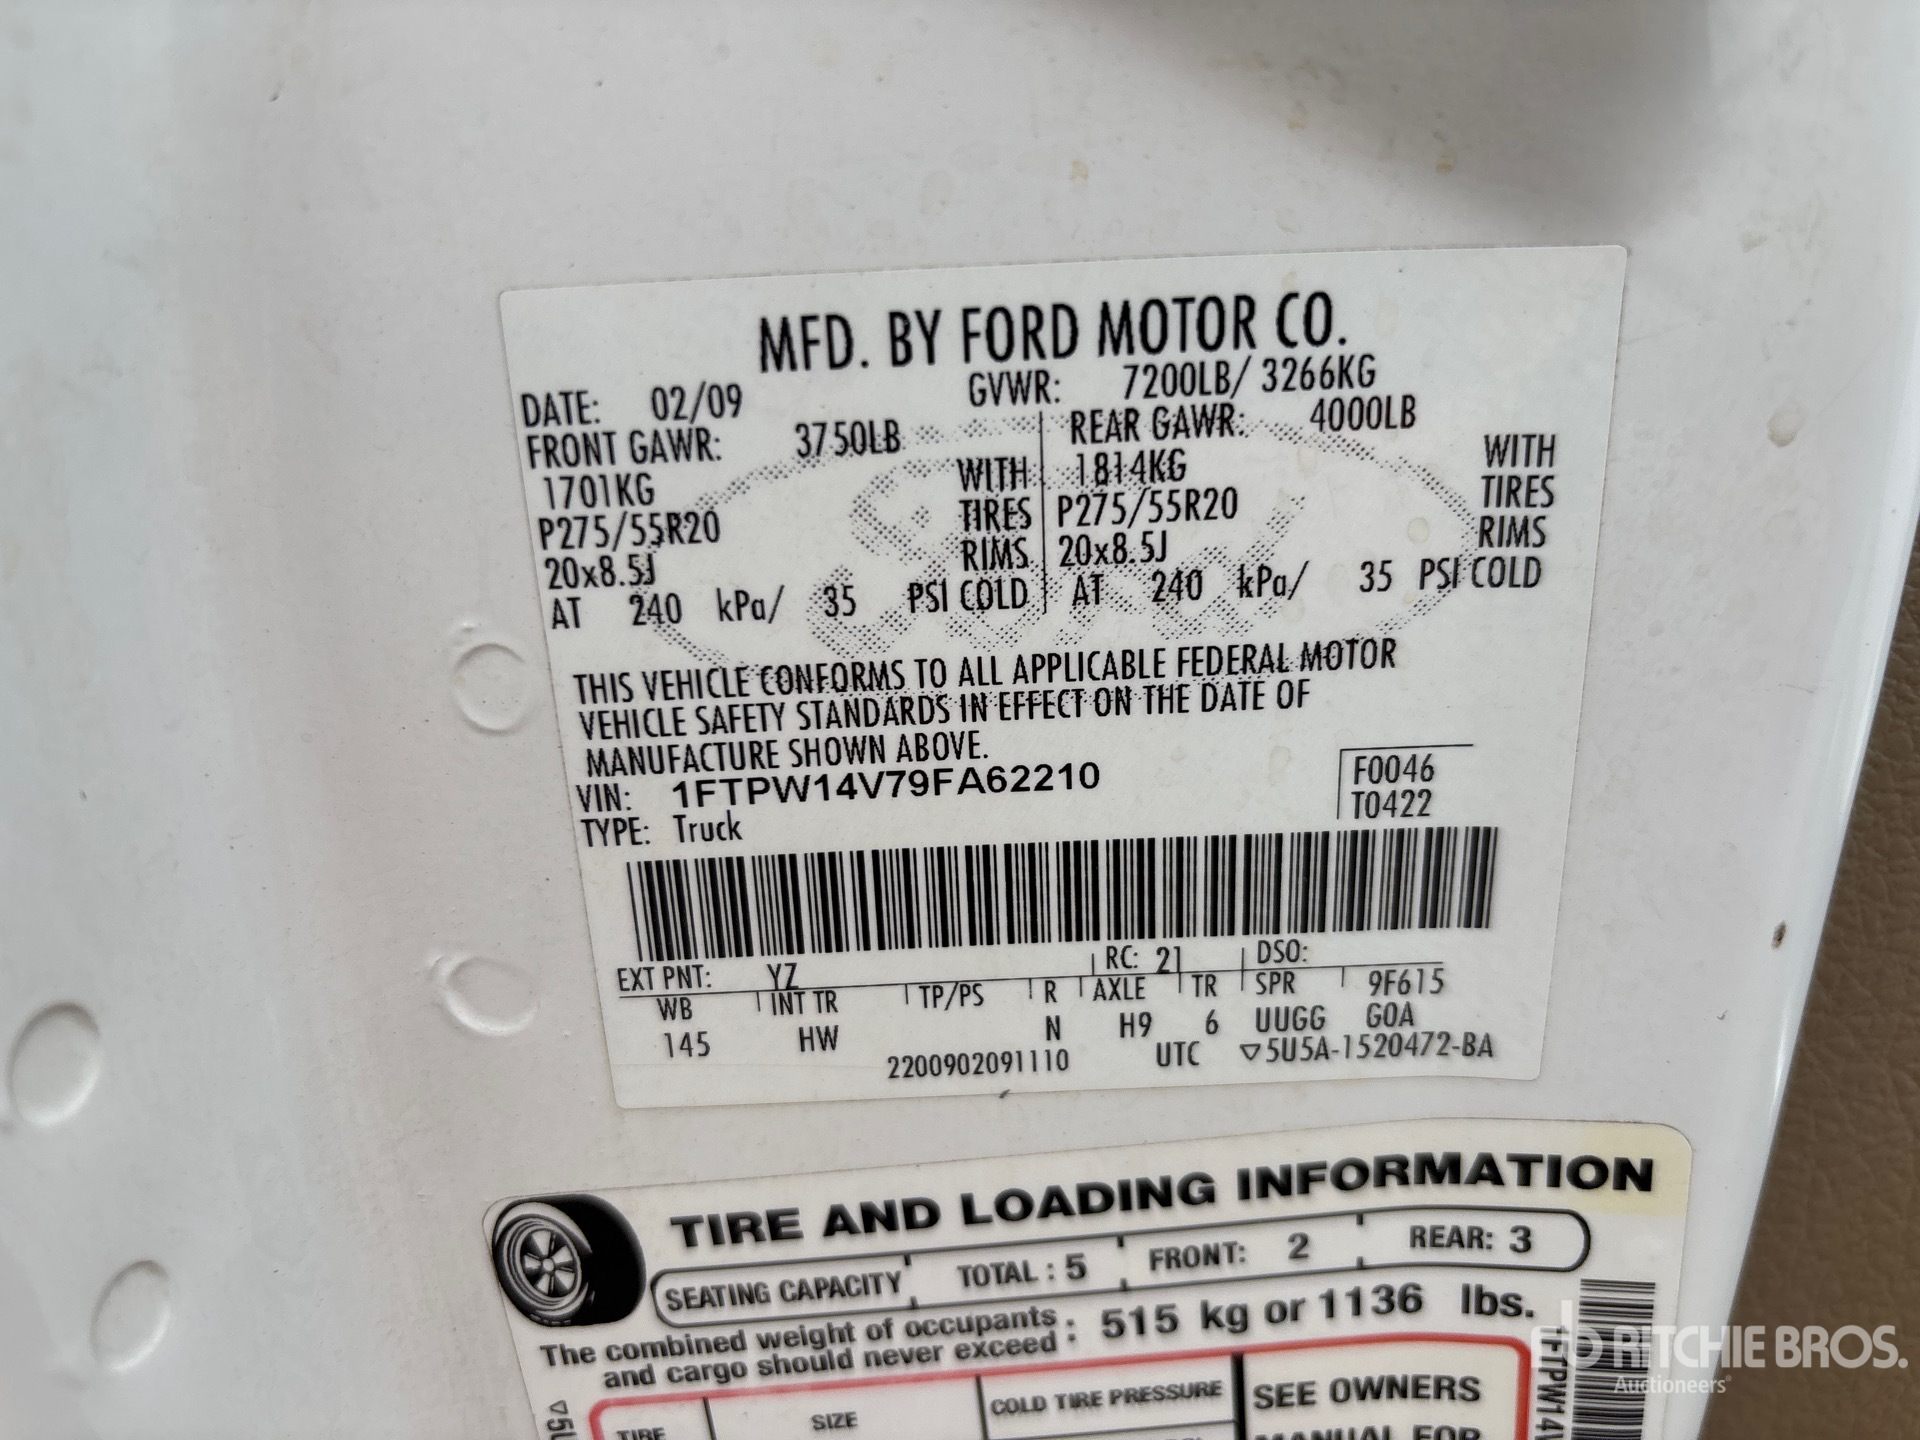 MFD. BY FORD MOTOR CO.
DATE: 02/09 GVWR: 7200LB/ 3266KG
FRONT GAWR: 3750LB REAR GAWR: 4000LB
1701KG WITH 1814KG WITH
P275/55R20 TIRES P275/55R20 TIRES
20x8.5J RIMS 20x8.5J RIMS
AT 240 kPa/ 35 PSI COLD AT 240 kPa/ 35 PSI COLD
THIS VEHICLE CONFORMS TO ALL APPLICABLE FEDERAL MOTOR
VEHICLE SAFETY STANDARDS IN EFFECT ON THE DATE OF
MANUFACTURE SHOWN ABOVE.
VIN: 1FTPW14V79FA62210 F0046
TYPE: Truck T0422
EXT PNT: YZ RC: 21 DSO:
WB INT TR TP/PS R AXLE TR SPR 9F615
145 HW N H9 6 UUGG GOA
2200902091110 UTC ▽5U5A-1520472-BA
TIRE AND LOADING INFORMATION
SEATING CAPACITY TOTAL : 5 FRONT: 2 REAR: 3
The combined weight of occupants
and cargo should never exceed : 515 kg or 1136 lbs.
TIRE SIZE COLD TIRE PRESSURE SEE OWNERS
MANUAL FOR
▽5U
1FTPW14V
RITCHIE BROS.
Auctioneers